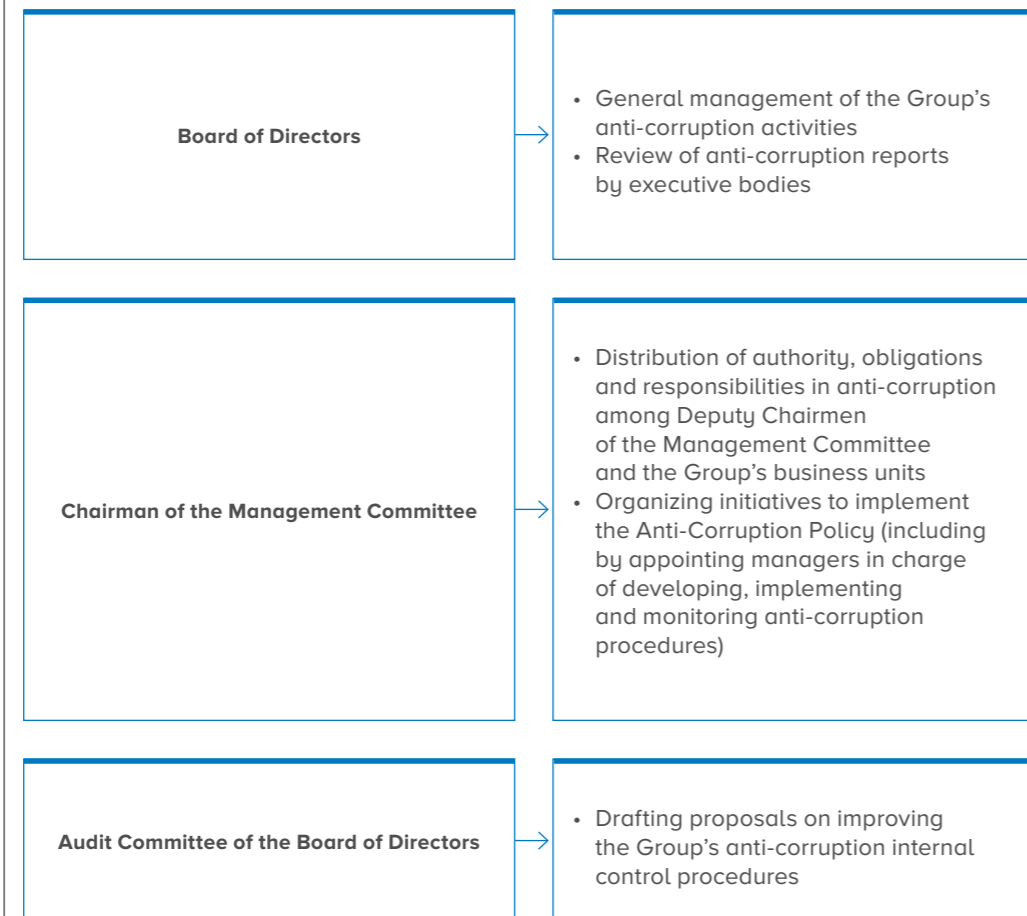 Board of Directors
• General management of the Group's
anti-corruption activities
• Review of anti-corruption reports
by executive bodies
Chairman of the Management Committee
• Distribution of authority, obligations
and responsibilities in anti-corruption
among Deputy Chairmen
of the Management Committee
and the Group's business units
• Organizing initiatives to implement
the Anti-Corruption Policy (including
by appointing managers in charge
of developing, implementing
and monitoring anti-corruption
procedures)
Audit Committee of the Board of Directors
• Drafting proposals on improving
the Group's anti-corruption internal
control procedures